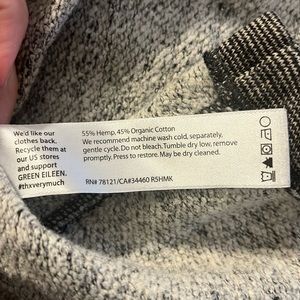 We'd like our
clothes back.
Recycle them at
our US stores
and support
GREEN EILEEN.
#thxverymuch
55% Hemp, 45% Organic Cotton
We recommend machine wash cold, separately,
gentle cycle. Do not bleach. Tumble dry low, remove
promptly. Press to restore. May be dry cleaned.
RN# 78121/CA#34460 R5HMK